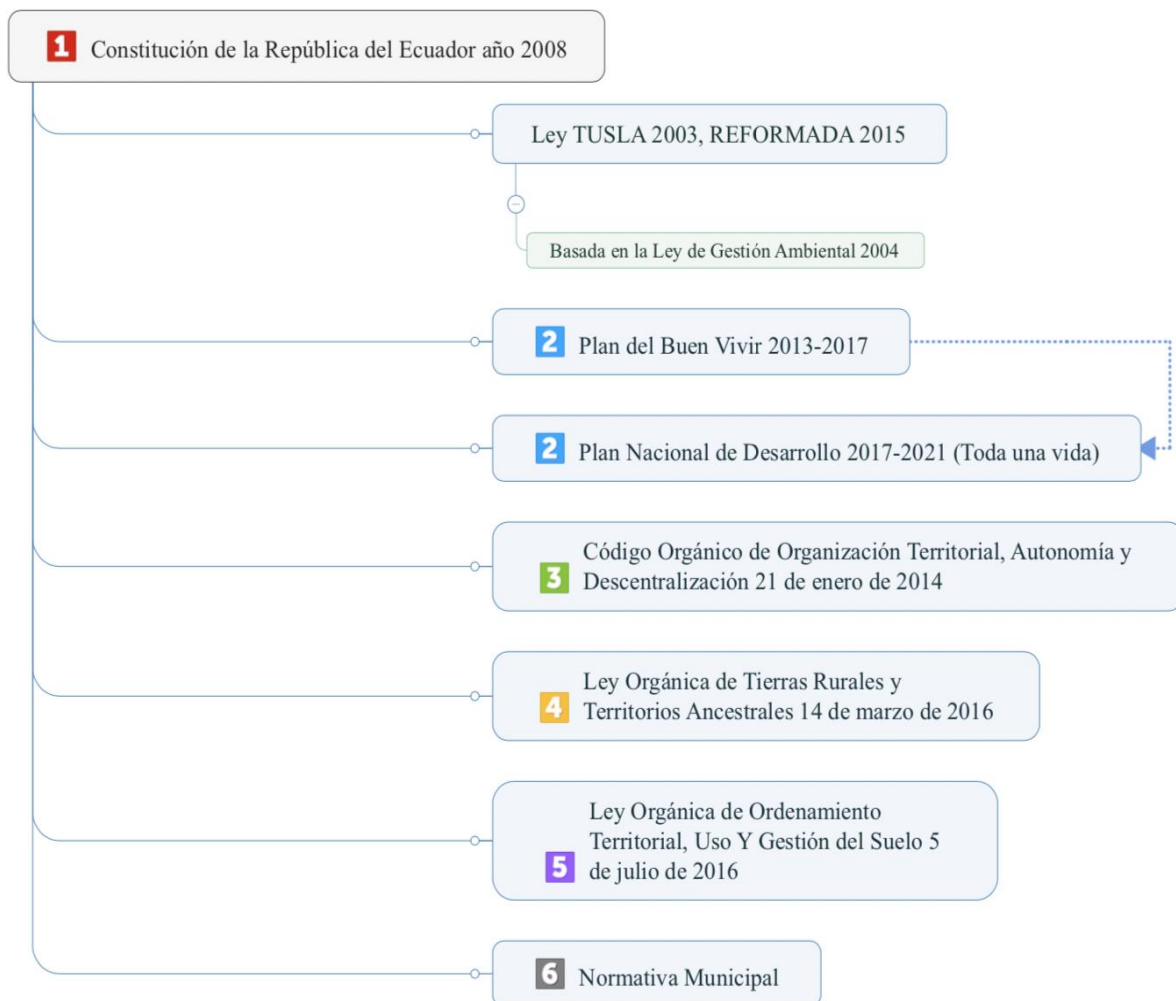 1 Constitución de la República del Ecuador año 2008
Ley TUSLA 2003, REFORMADA 2015
Basada en la Ley de Gestión Ambiental 2004
2 Plan del Buen Vivir 2013-2017
2 Plan Nacional de Desarrollo 2017-2021 (Toda una vida)
Código Orgánico de Organización Territorial, Autonomía y
3 Descentralización 21 de enero de 2014
Ley Orgánica de Tierras Rurales y
4 Territorios Ancestrales 14 de marzo de 2016
Ley Orgánica de Ordenamiento
Territorial, Uso Y Gestión del Suelo 5
5 de julio de 2016
6 Normativa Municipal